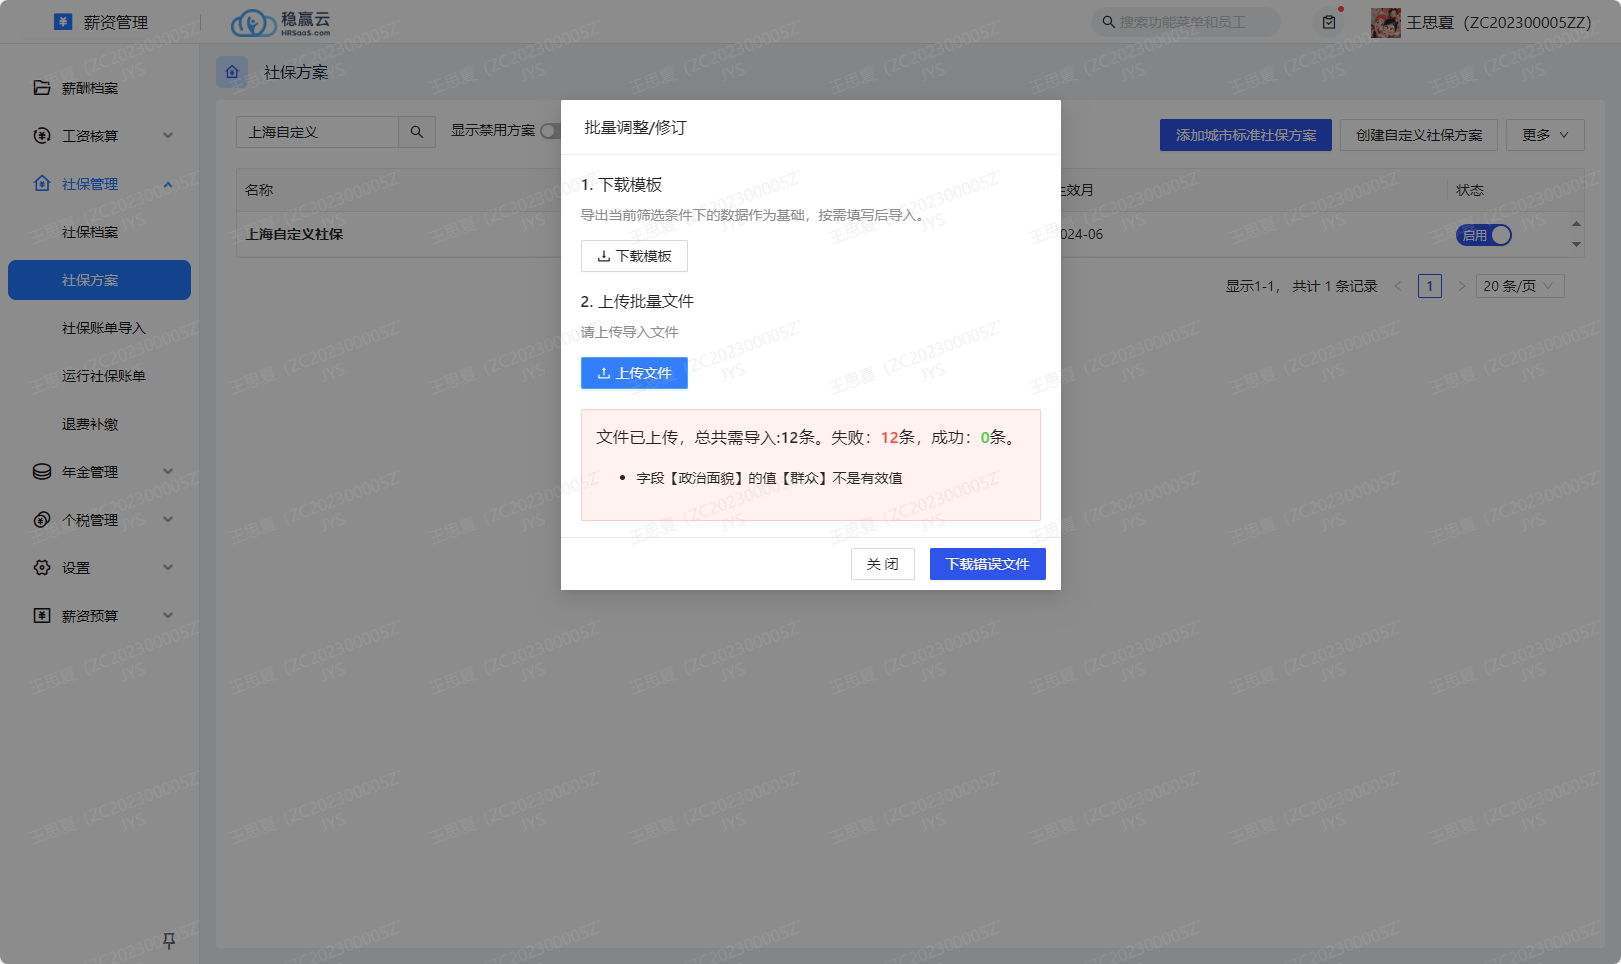 薪资管理
稳赢云
HRSaaS.com
搜索功能菜单和员工
王思夏（ZC202300005ZZ）
薪酬档案
工资核算
社保管理
社保档案
社保方案
社保账单导入
运行社保账单
退费补缴
年金管理
个税管理
设置
薪资预算
社保方案
上海自定义
显示禁用方案
添加城市标准社保方案
创建自定义社保方案
更多
名称
生效月
状态
上海自定义社保
024-06
启用
显示1-1， 共计 1 条记录
1
20 条/页
批量调整/修订
1. 下载模板
导出当前筛选条件下的数据作为基础，按需填写后导入。
下载模板
2. 上传批量文件
请上传导入文件
上传文件
文件已上传，总共需导入:12条。失败：12条，成功：0条。
字段【政治面貌】的值【群众】不是有效值
关 闭
下载错误文件
王思夏（ZC202300005Z
JYS